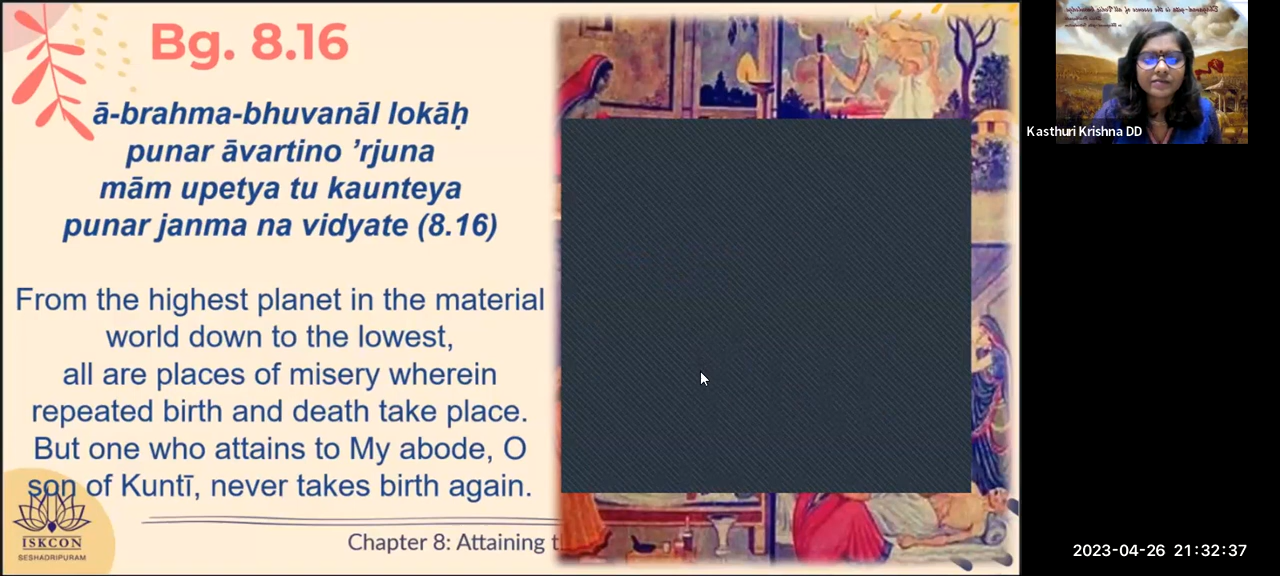 Bg. 8.16
ā-brahma-bhuvanāl lokāḥ
punar āvartino ’rjuna
mām upetya tu kaunteya
punar janma na vidyate (8.16)
From the highest planet in the material
world down to the lowest,
all are places of misery wherein
repeated birth and death take place.
But one who attains to My abode, O
son of Kuntī, never takes birth again.
ISKCON
SESHADRIPURAM
Chapter 8: Attaining
Kasthuri Krishna DD
2023-04-26 21:32:37